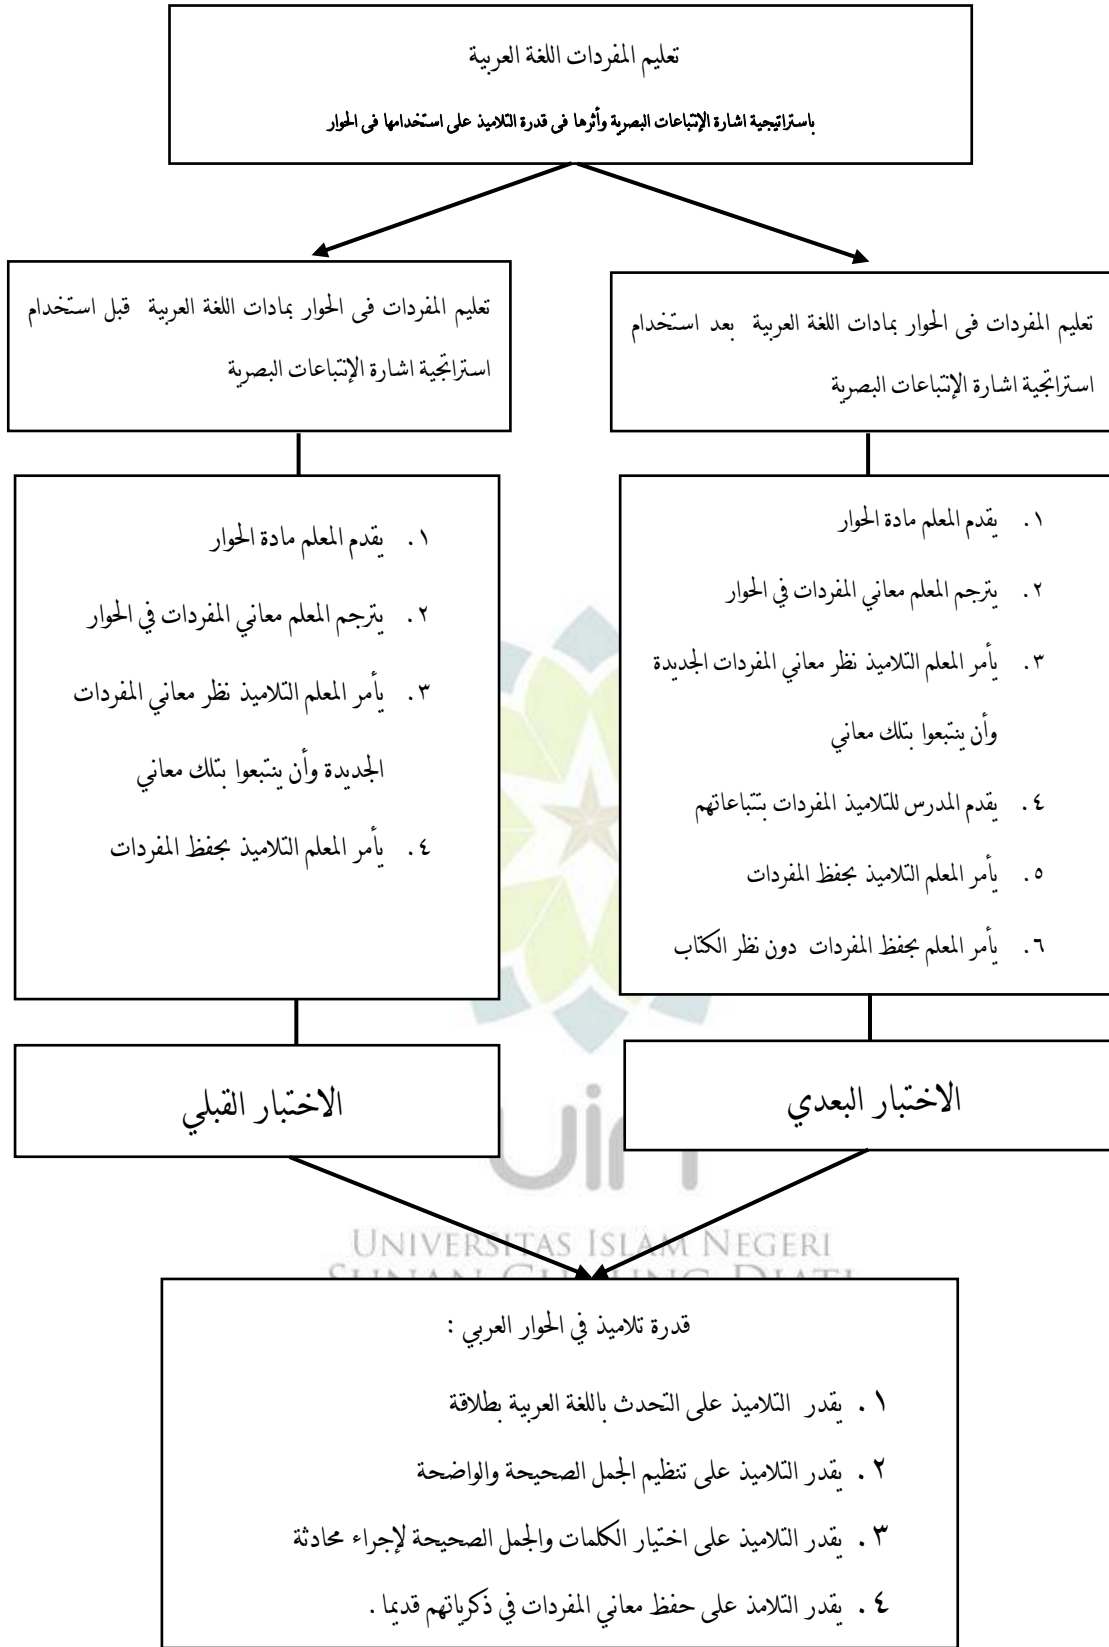 تعليم المفردات اللغة العربية
باستراتيجية اشارة الإنتباعات البصرية وأثرها فى قدرة التلاميذ على استخدامها فى الحوار
تعليم المفردات فى الحوار بمادات اللغة العربية بعد استخدام
استراتجية اشارة الإنتباعات البصرية
تعليم المفردات فى الحوار بمادات اللغة العربية قبل استخدام
استراتجية اشارة الإنتباعات البصرية
١. يقدم المعلم مادة الحوار
٢. يترجم المعلم معاني المفردات في الحوار
٣. يأمر المعلم التلاميذ نظر معاني المفردات الجديدة
وأن ينتبعوا بتلك معاني
٤. يقدم المدرس للتلاميذ المفردات بتتباعاتهم
٥. يأمر المعلم التلاميذ بحفظ المفردات
٦. يأمر المعلم بحفظ المفردات دون نظر الكتاب
١. يقدم المعلم مادة الحوار
٢. يترجم المعلم معاني المفردات في الحوار
٣. يأمر المعلم التلاميذ نظر معاني المفردات
الجديدة وأن ينتبعوا بتلك معاني
٤. يأمر المعلم التلاميذ بحفظ المفردات
الاختبار البعدي
الاختبار القبلي
uin
UNIVERSITAS ISLAM NEGERI
قدرة تلاميذ في الحوار العربي :
١. يقدر التلاميذ على التحدث باللغة العربية بطلاقة
٢. يقدر التلاميذ على تنظيم الجمل الصحيحة والواضحة
٣. يقدر التلاميذ على اختيار الكلمات والجمل الصحيحة لإجراء محادثة
٤. يقدر التلامذ على حفظ معاني المفردات في ذكرياتهم قديما .